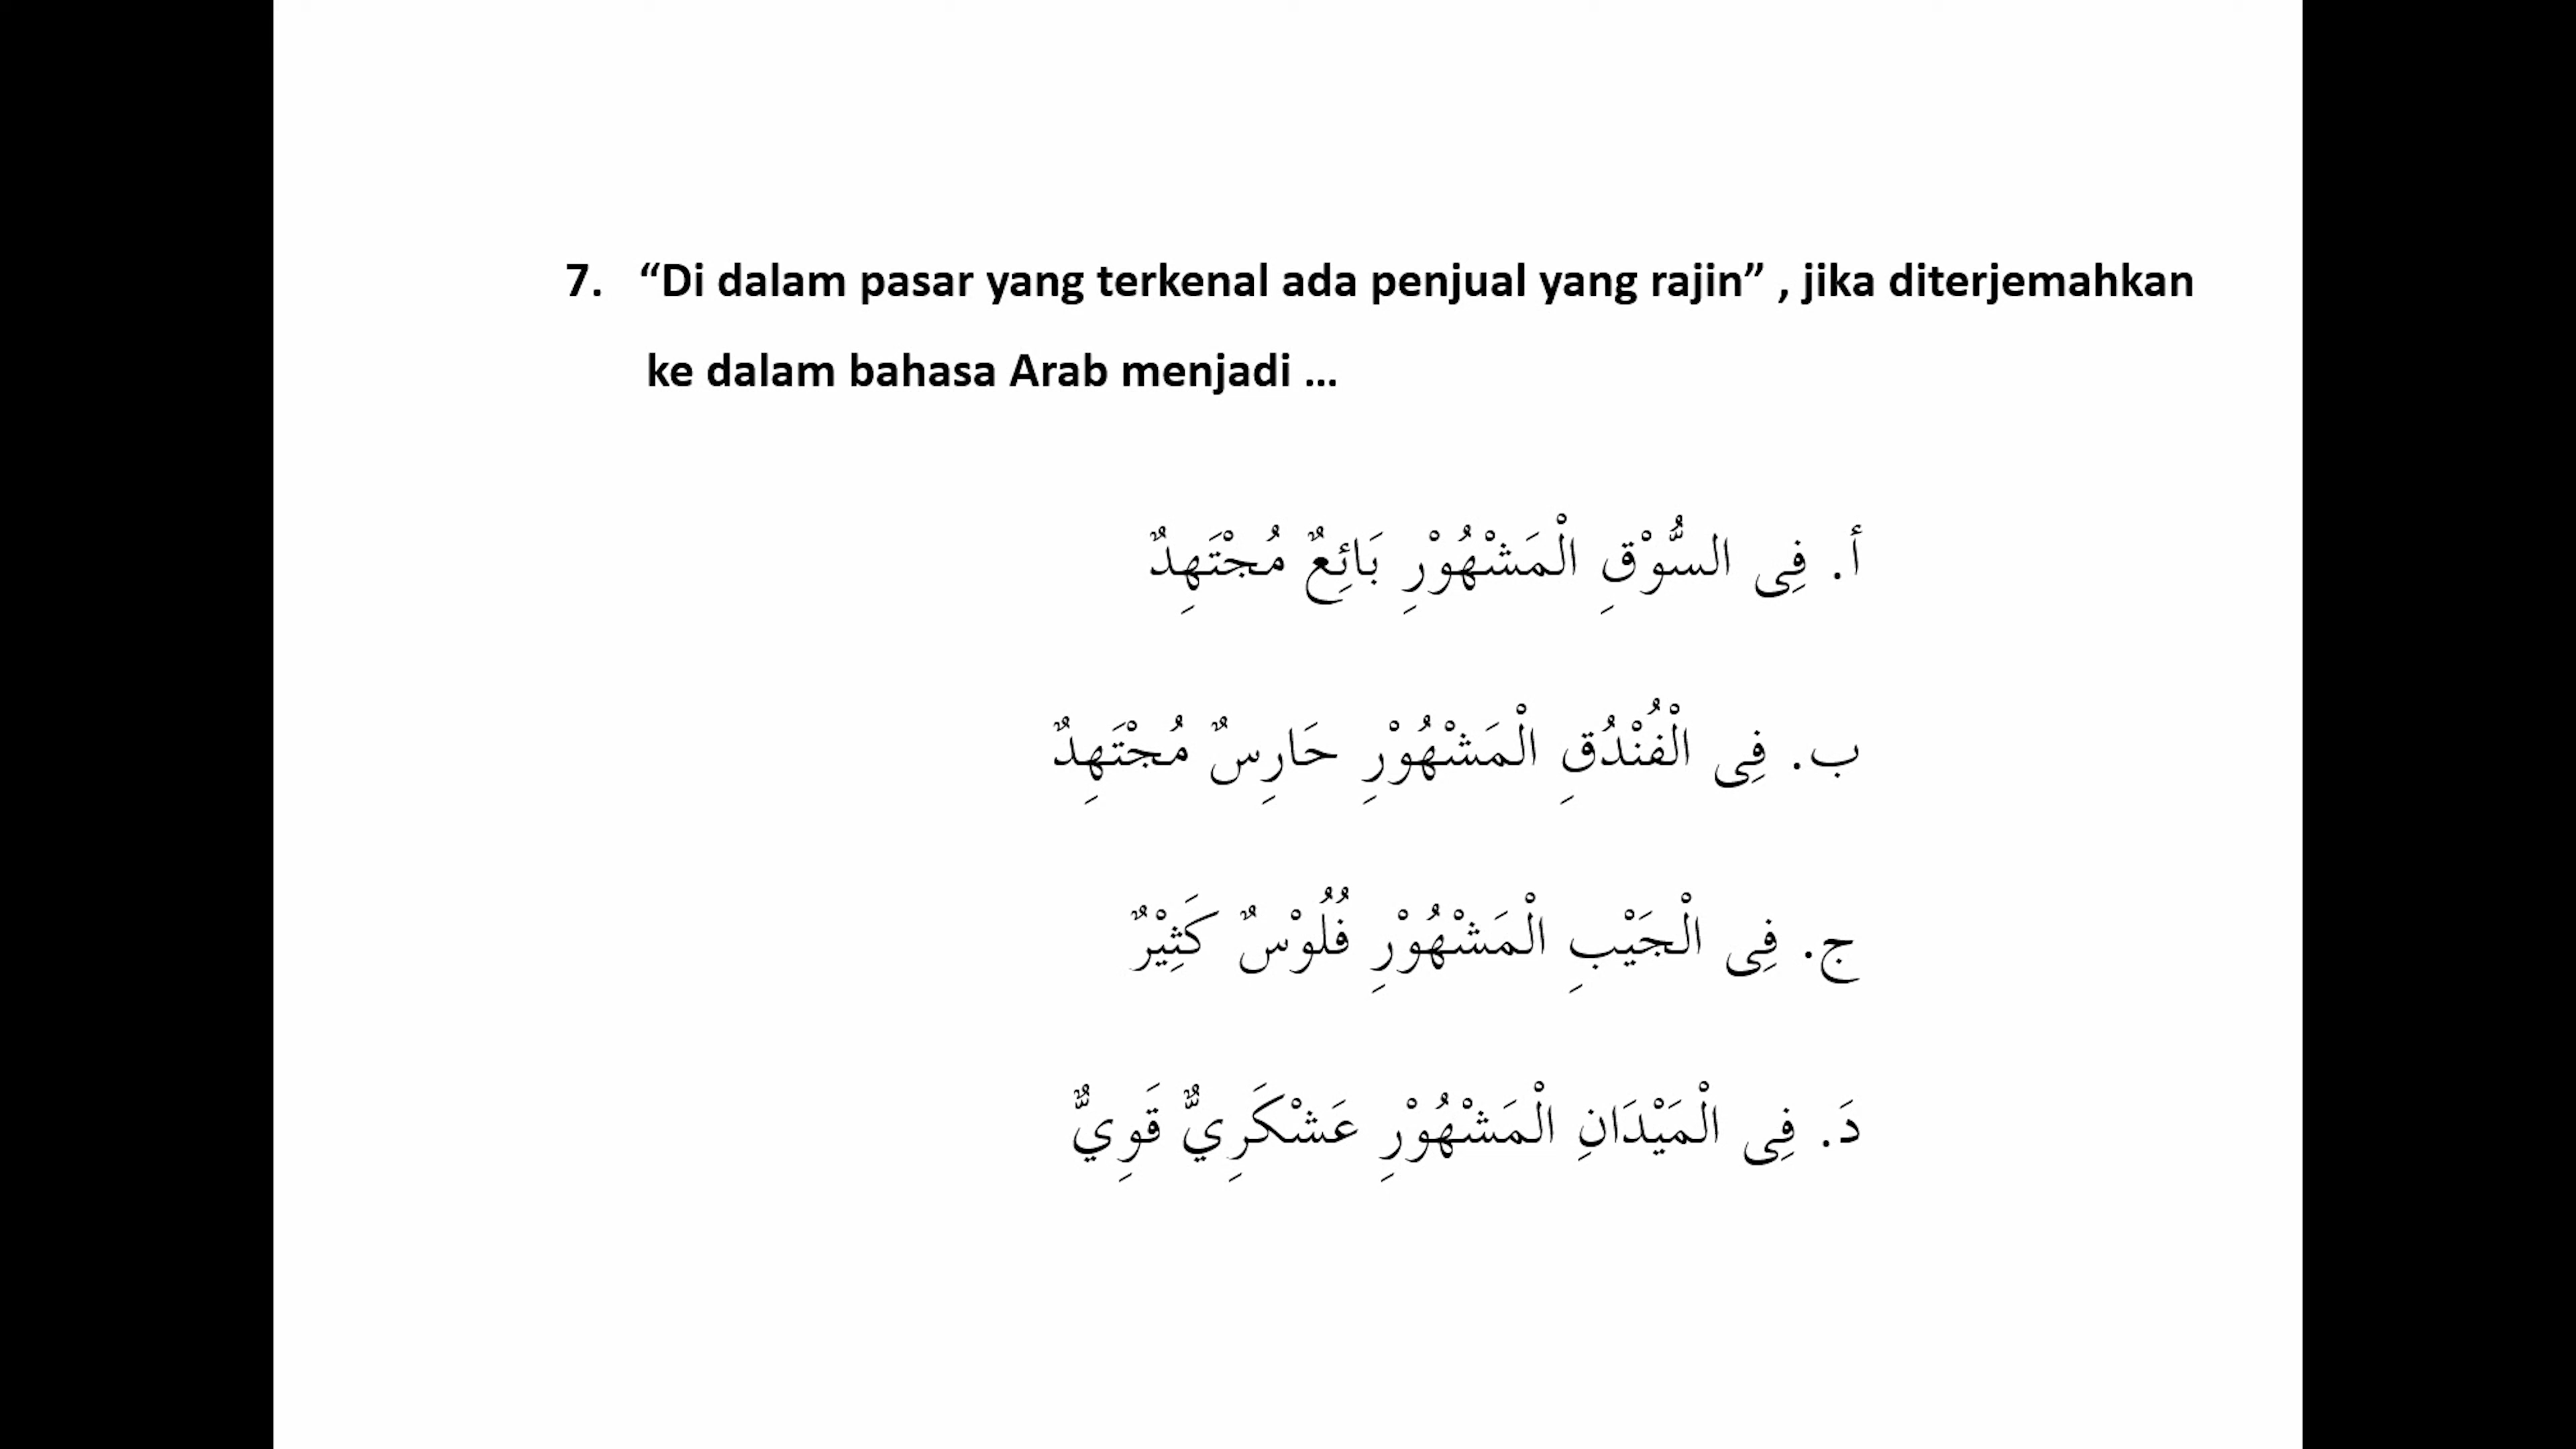 7. “Di dalam pasar yang terkenal ada penjual yang rajin” , jika diterjemahkan
ke dalam bahasa Arab menjadi ...
أ. فِى السُّوْقِ الْمَشْهُوْرِ بَائِعٌ مُجْتَهِدٌ
ب. فِى الْفُنْدُقِ الْمَشْهُوْرِ حَارِسٌ مُجْتَهِدٌ
ج. فِى الْجَيْبِ الْمَشْهُوْرِ فُلُوْسٌ كَثِيْرٌ
دَ. فِى الْمَيْدَانِ الْمَشْهُوْرِ عَشْكَرِيٌّ قَوِيٌّ